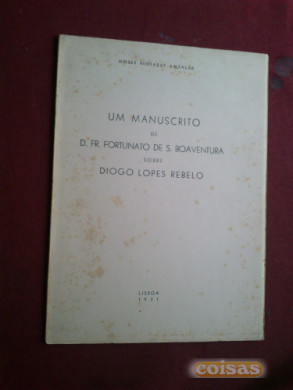 UM MANUSCRITO
DE
D. FR. FORTUNATO DE S. BOAVENTURA
SOBRE
DIOGO LOPES REBELO
LISBOA
coisas